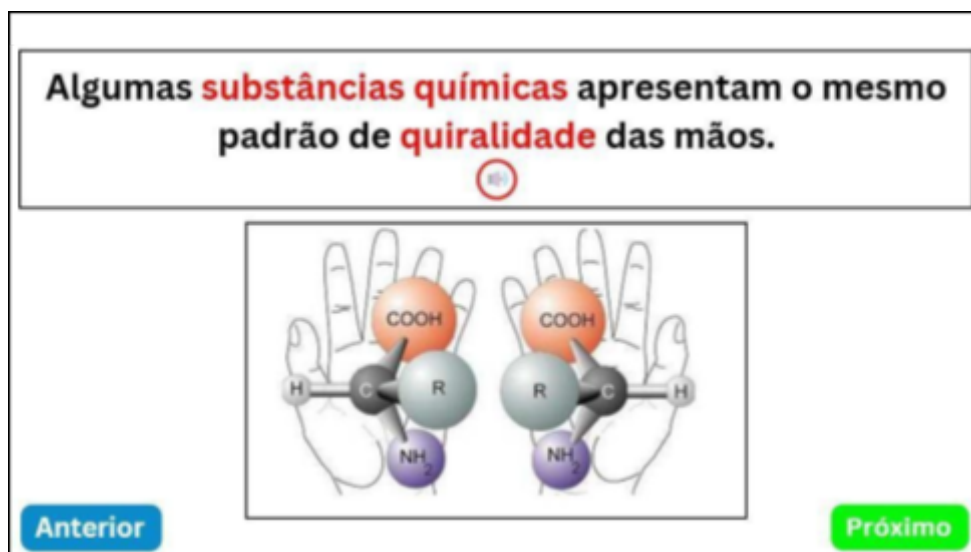 Algumas substâncias químicas apresentam o mesmo
padrão de quiralidade das mãos.
COOH
COOH
H
C
R
R
C
H
NH2
NH2
Anterior
Próximo